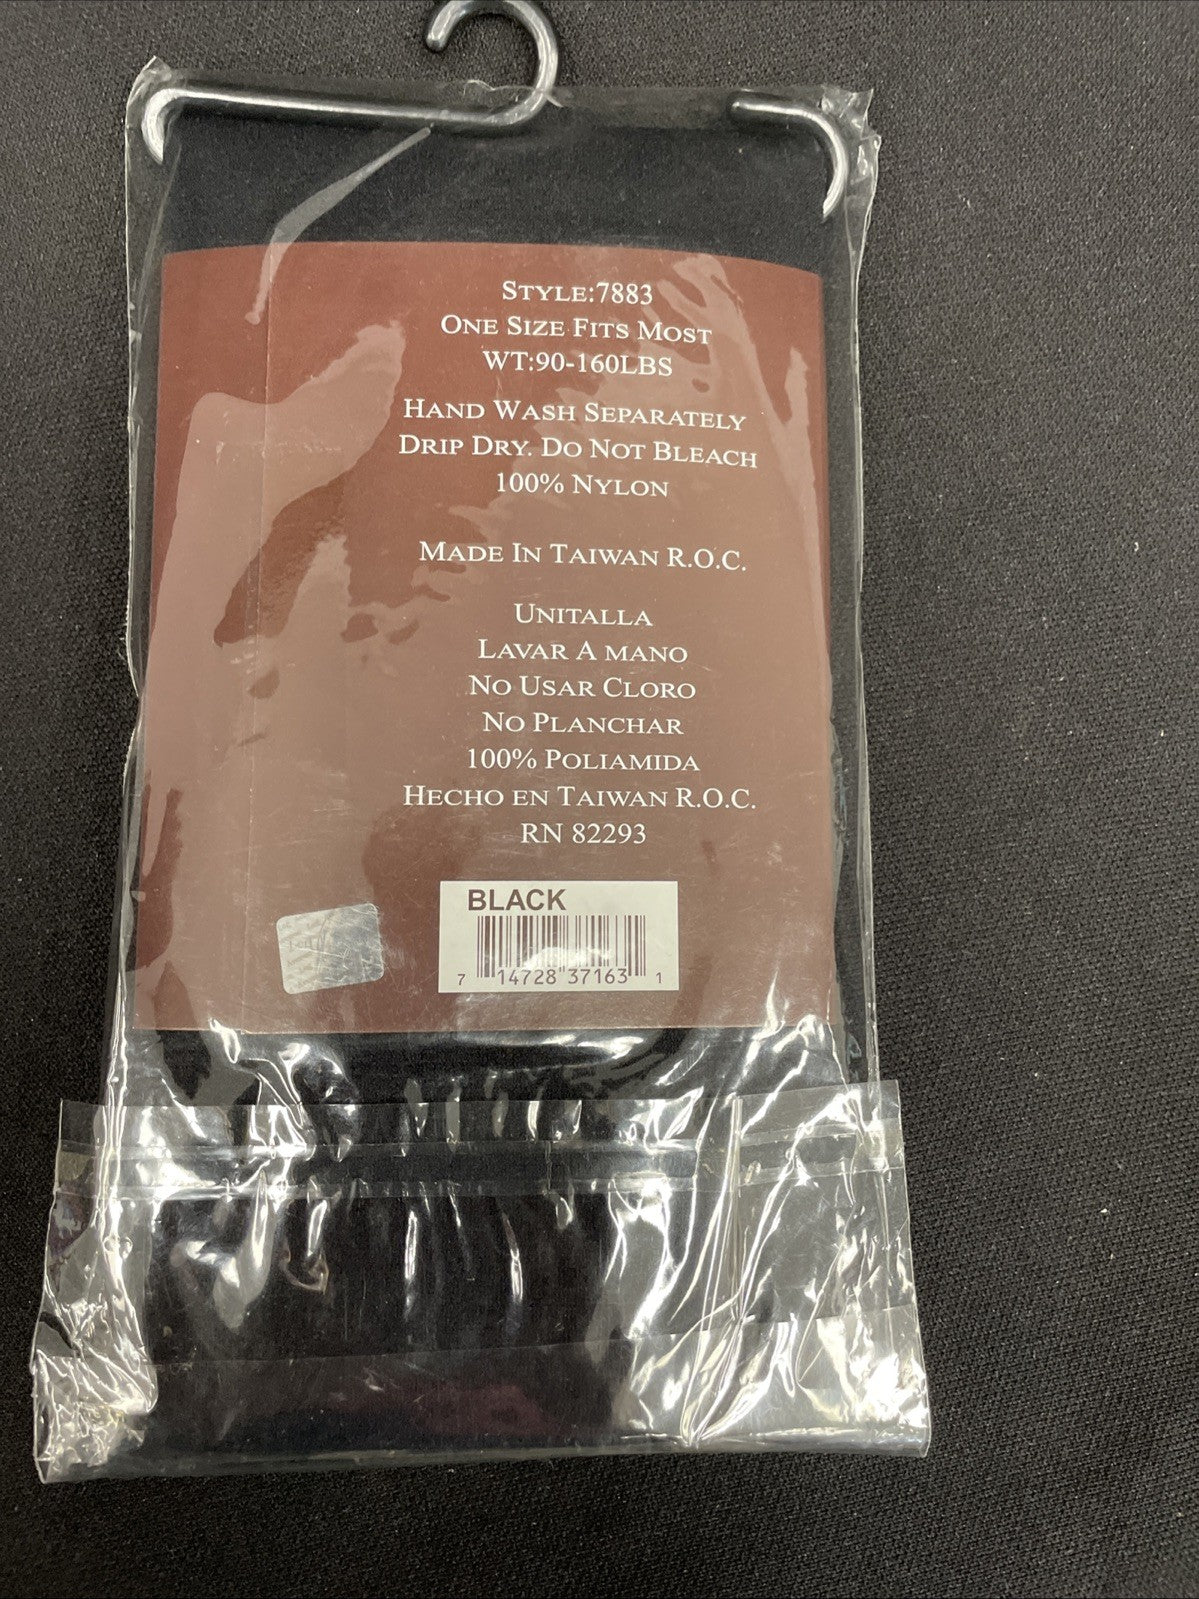 STYLE:7883
ONE SIZE FITS MOST
WT:90-160LBS
HAND WASH SEPARATELY
DRIP DRY. DO NOT BLEACH
100% NYLON
MADE IN TAIWAN R.O.C.
UNITALLA
LAVAR A MANO
NO USAR CLORO
NO PLANCHAR
100% POLIAMIDA
HECHO EN TAIWAN R.O.C.
RN 82293
BLACK
7 14728 37163 1